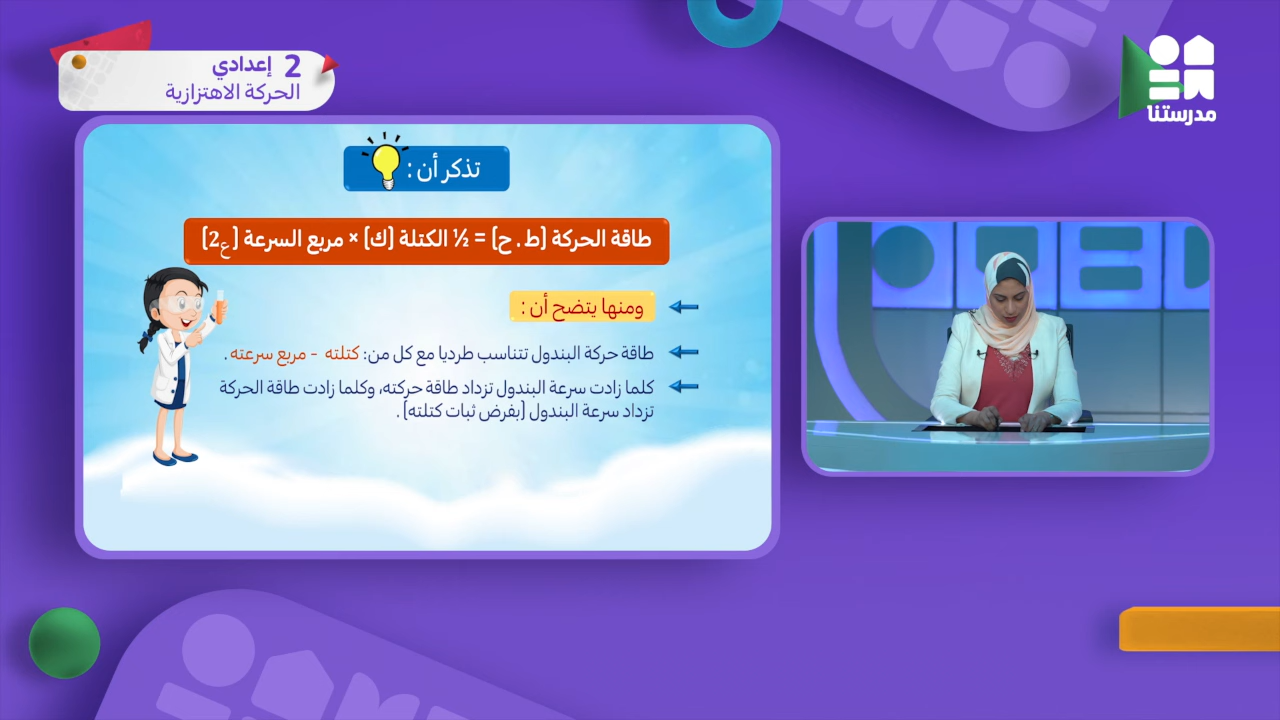 2 إعدادي
الحركة الاهتزازية
مدرستنا
تذكر أن :
طاقة الحركة [ط . ح] = ½ الكتلة [ك] × مربع السرعة [ع2]
ومنها يتضح أن :
طاقة حركة البندول تتناسب طرديا مع كل من: كتلته - مربع سرعته .
كلما زادت سرعة البندول تزداد طاقة حركته، وكلما زادت طاقة الحركة
تزداد سرعة البندول [بفرض ثبات كتلته] .